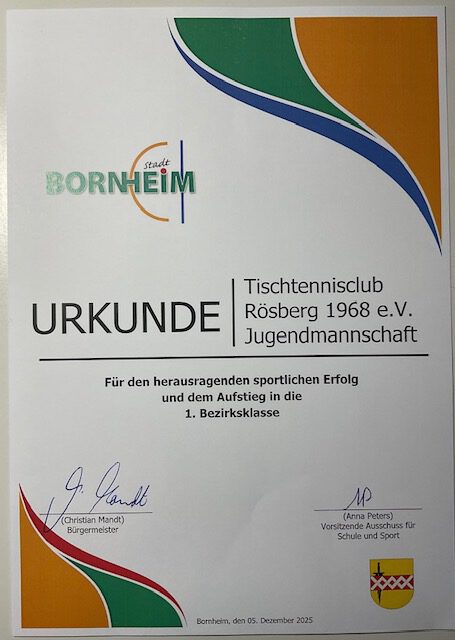 Stadt
BORNHEiM
URKUNDE
Tischtennisclub
Rösberg 1968 e.V.
Jugendmannschaft
Für den herausragenden sportlichen Erfolg
und dem Aufstieg in die
1. Bezirksklasse
(Christian Mandt)
Bürgermeister
(Anna Peters)
Vorsitzende Ausschuss für
Schule und Sport
Bornheim, den 05. Dezember 2025